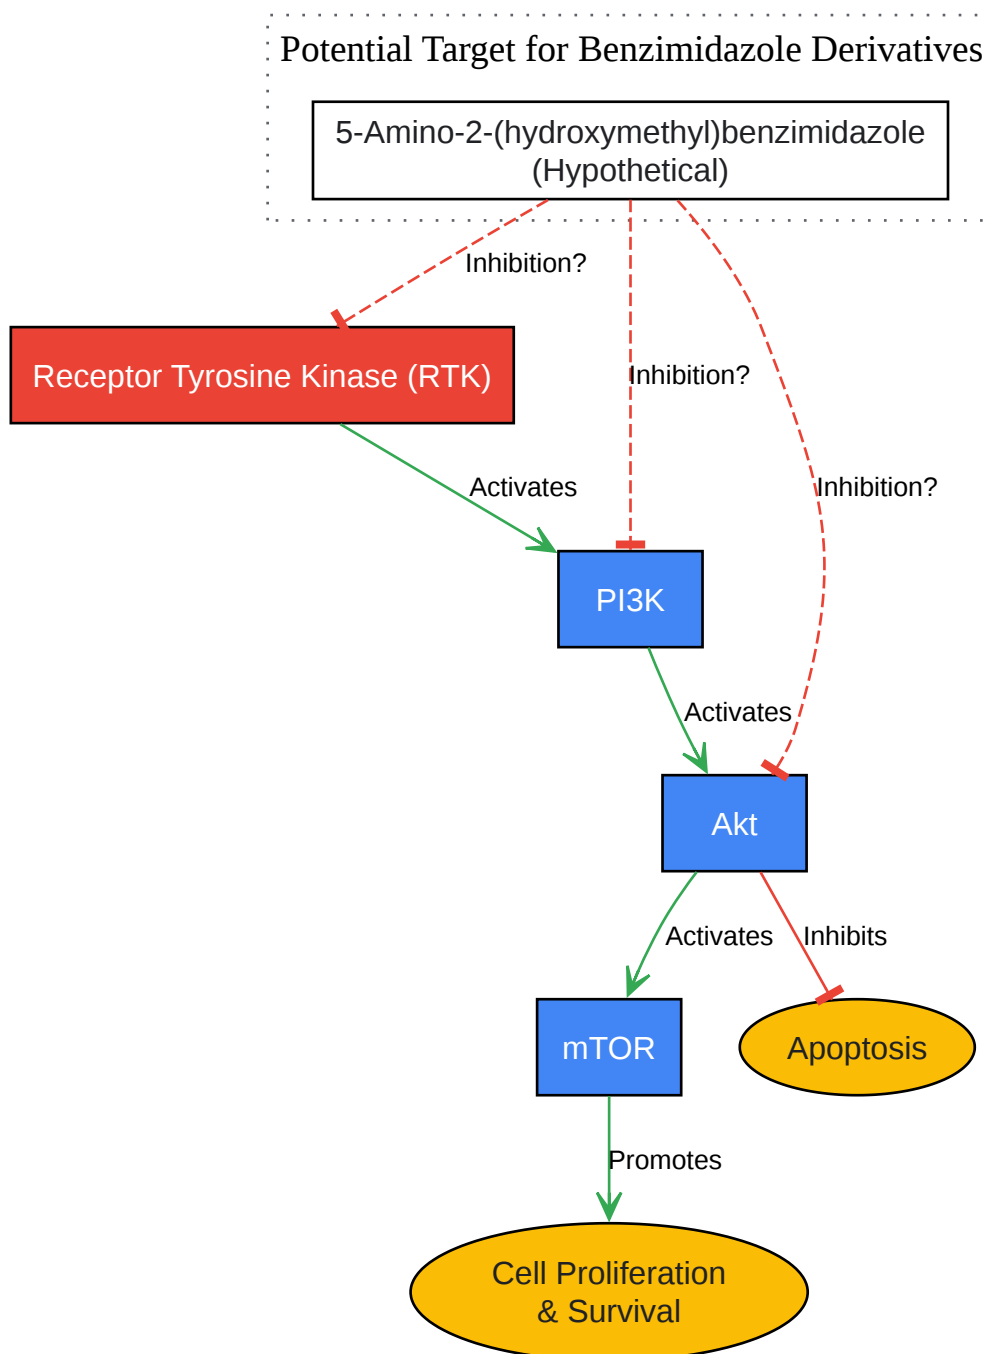 Potential Target for Benzimidazole Derivatives
5-Amino-2-(hydroxymethyl)benzimidazole
(Hypothetical)
Inhibition?
Receptor Tyrosine Kinase (RTK)
Inhibition?
Activates
Inhibition?
PI3K
Activates
Akt
Activates
Inhibits
mTOR
Apoptosis
Promotes
Cell Proliferation
& Survival